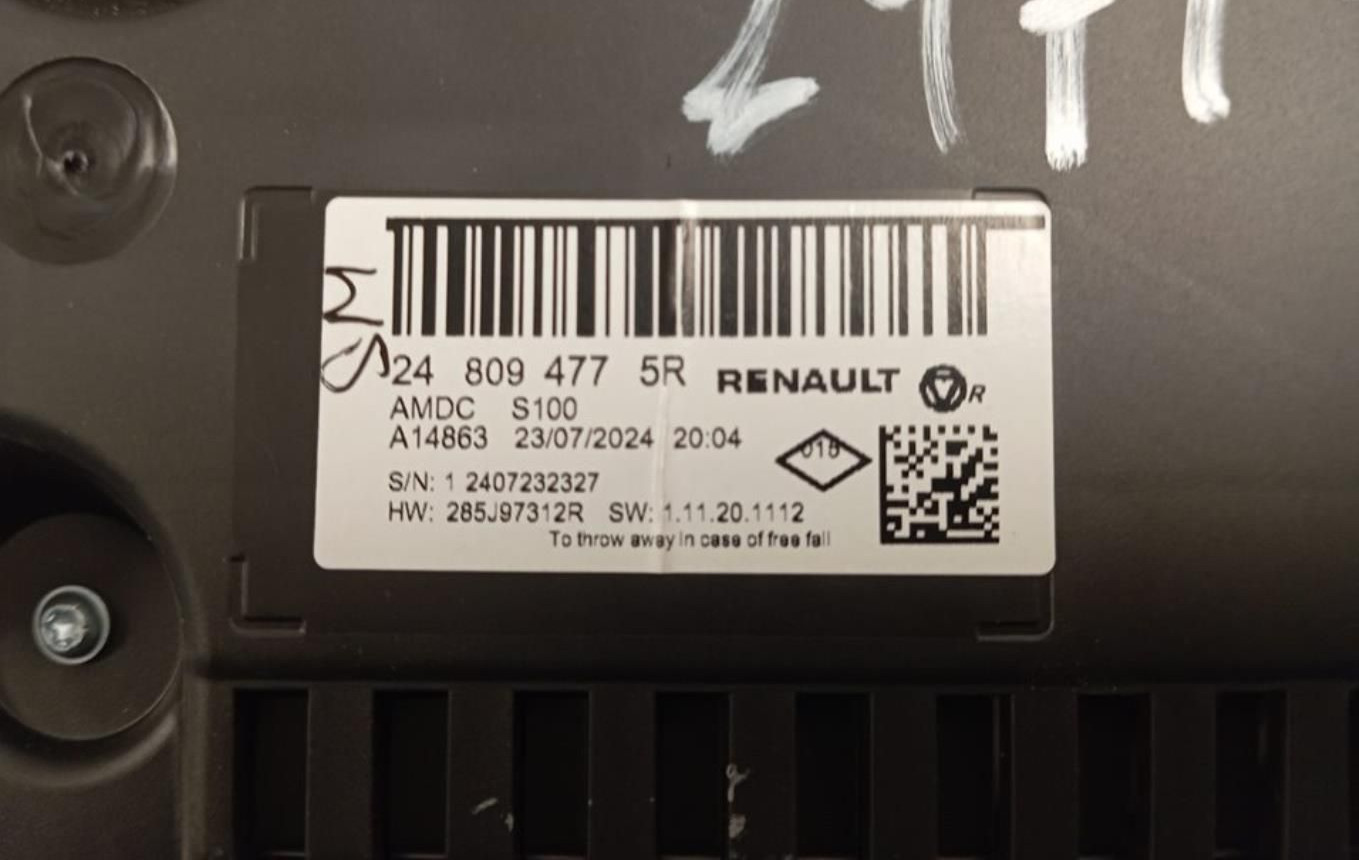 24 809 477 5R RENAULT R
AMDC S100
A14863 23/07/2024 20:04
S/N: 1 2407232327
HW: 285J97312R SW: 1.11.20.1112
To throw away in case of free fall